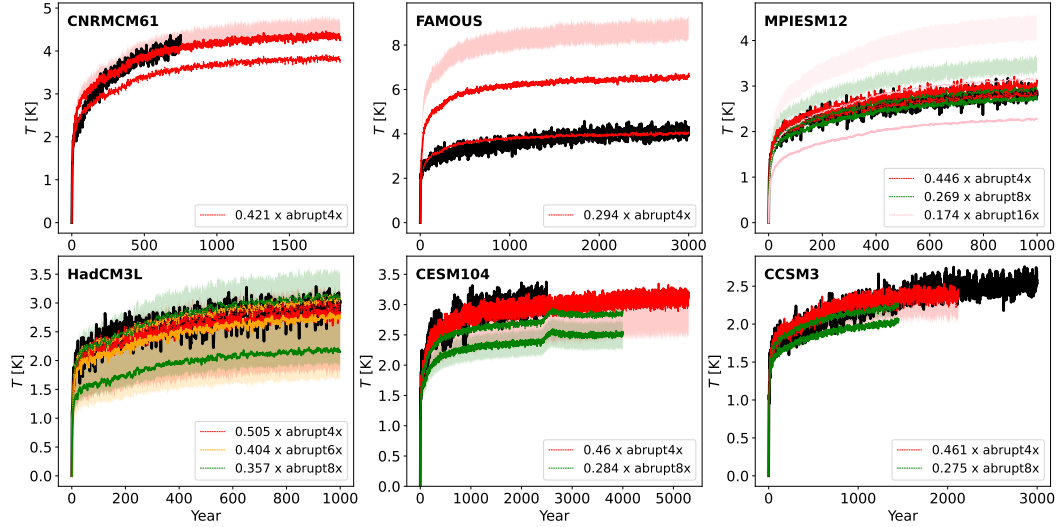 CNRMCM61
T [K]
5
4
3
2
1
0
0
500
1000
1500
0.421 x abrupt4x
FAMOUS
T [K]
8
6
4
2
0
0
1000
2000
3000
0.294 x abrupt4x
MPIESM12
T [K]
4
3
2
1
0
0
200
400
600
800
1000
0.446 x abrupt4x
0.269 x abrupt8x
0.174 x abrupt16x
HadCM3L
T [K]
3.5
3.0
2.5
2.0
1.5
1.0
0.5
0.0
0
200
400
600
800
1000
Year
0.505 x abrupt4x
0.404 x abrupt6x
0.357 x abrupt8x
CESM104
T [K]
3.5
3.0
2.5
2.0
1.5
1.0
0.5
0.0
0
1000
2000
3000
4000
5000
Year
0.46 x abrupt4x
0.284 x abrupt8x
CCSM3
T [K]
2.5
2.0
1.5
1.0
0.5
0.0
0
1000
2000
3000
Year
0.461 x abrupt4x
0.275 x abrupt8x